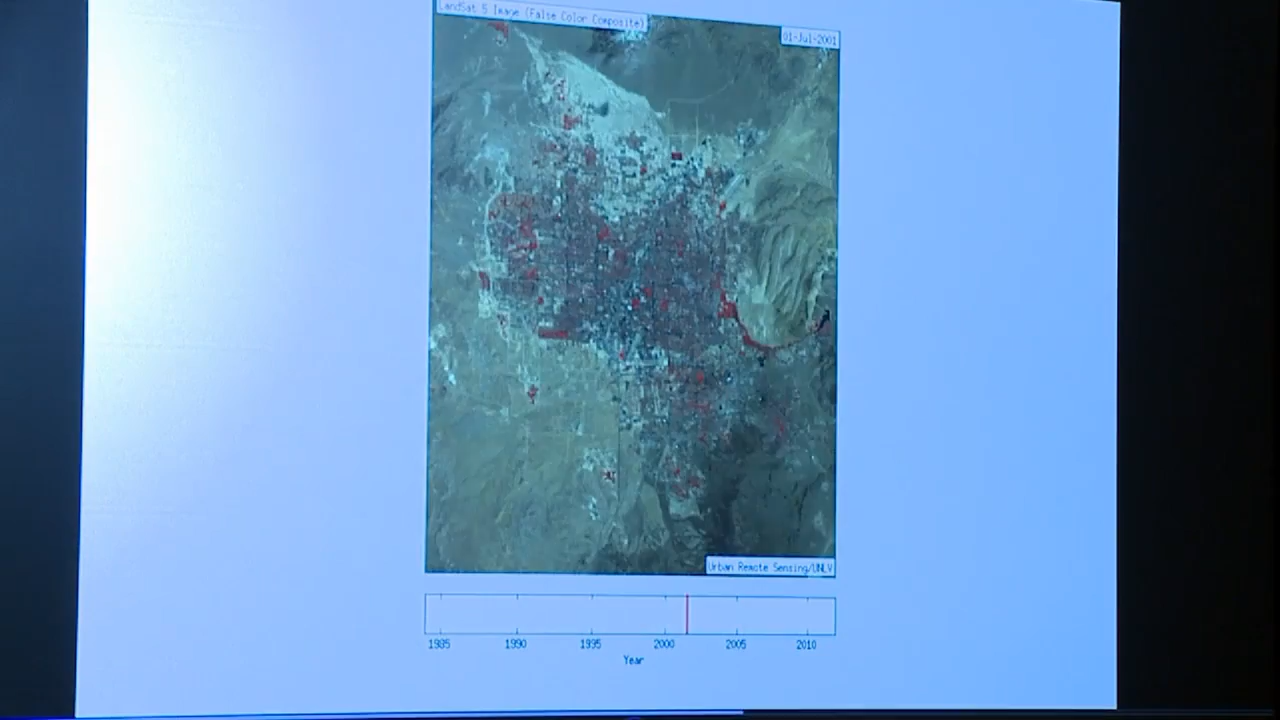 LandSat 5 Image (False Color Composite)
01-Jul-2001
Urban Remote Sensing/UNLV
1985 1990 1995 2000 2005 2010
Year